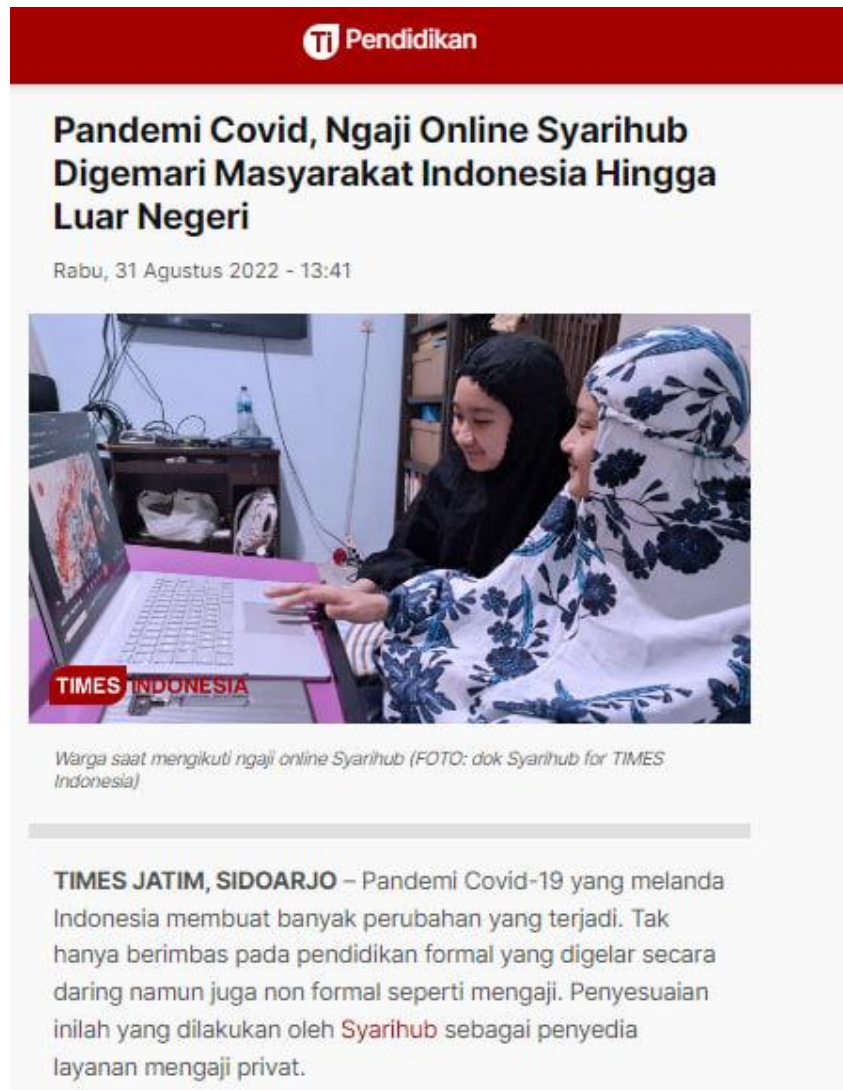 Ti Pendidikan
Pandemi Covid, Ngaji Online Syarihub
Digemari Masyarakat Indonesia Hingga
Luar Negeri
Rabu, 31 Agustus 2022 - 13:41
TIMES INDONESIA
Warga saat mengikuti ngaji online Syarihub (FOTO: dok Syarihub for TIMES
Indonesia)
TIMES JATIM, SIDOARJO – Pandemi Covid-19 yang melanda
Indonesia membuat banyak perubahan yang terjadi. Tak
hanya berimbas pada pendidikan formal yang digelar secara
daring namun juga non formal seperti mengaji. Penyesuaian
inilah yang dilakukan oleh Syarihub sebagai penyedia
layanan mengaji privat.